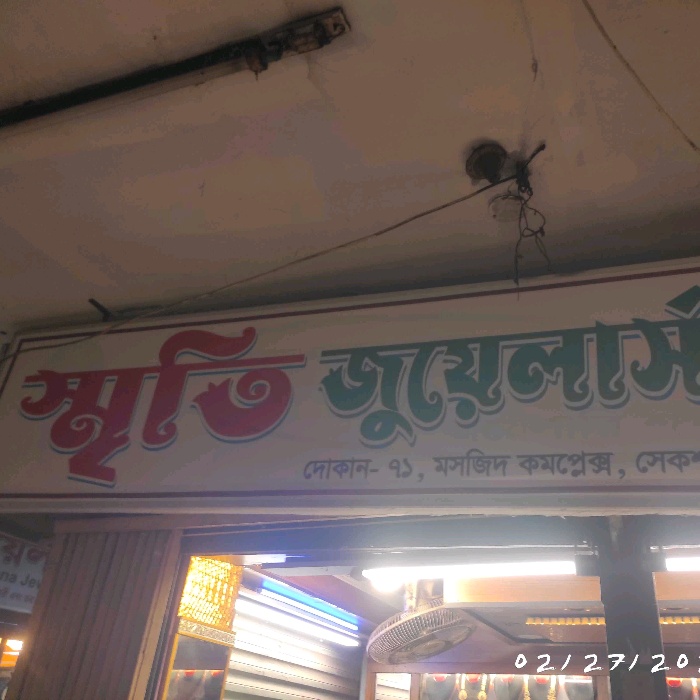 স্মৃতি জুয়েলার্স
দোকান- ৭১, মসজিদ কমপ্লেক্স,
02/27/20